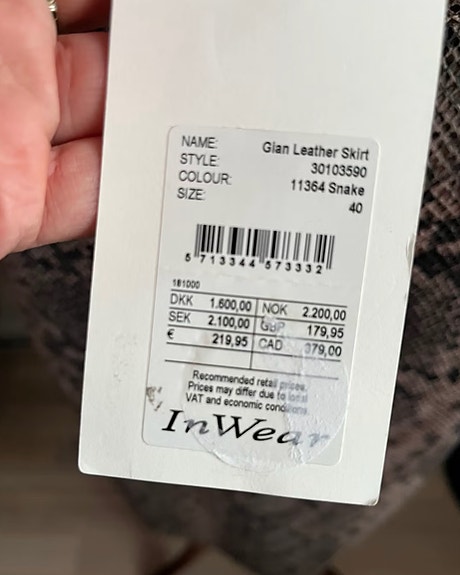 NAME: Gian Leather Skirt
STYLE: 30103590
COLOUR: 11364 Snake
SIZE: 40
5 713344 573332
181000
DKK 1.600,00 NOK 2.200,00
SEK 2.100,00 GBP 179,95
€ 219,95 CAD 379,00
Recommended retail prices.
Prices may differ due to local
VAT and economic conditions
InWear